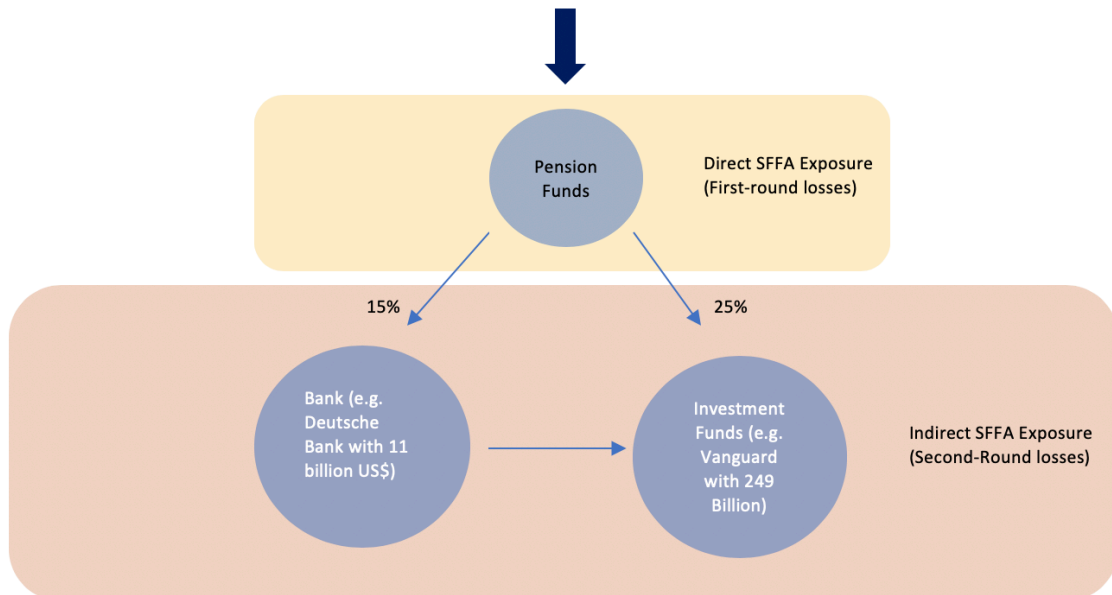 Pension
Funds
Direct SFFA Exposure
(First-round losses)
15%
25%
Bank (e.g.
Deutsche
Bank with 11
billion US$)
Investment
Funds (e.g.
Vanguard
with 249
Billion)
Indirect SFFA Exposure
(Second-Round losses)